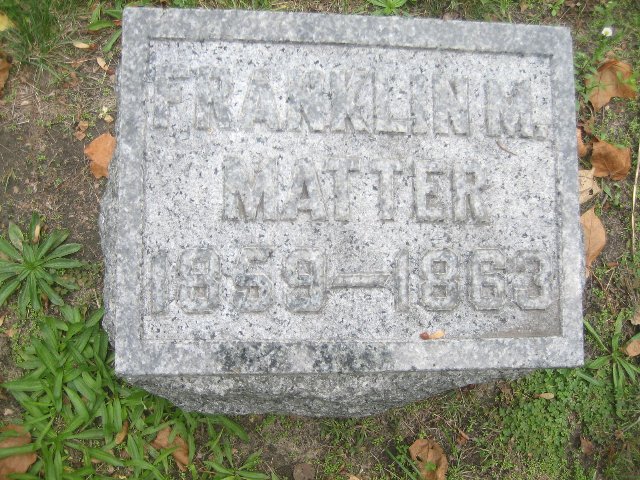 FRANKLIN M.
MATTER
1859—1863